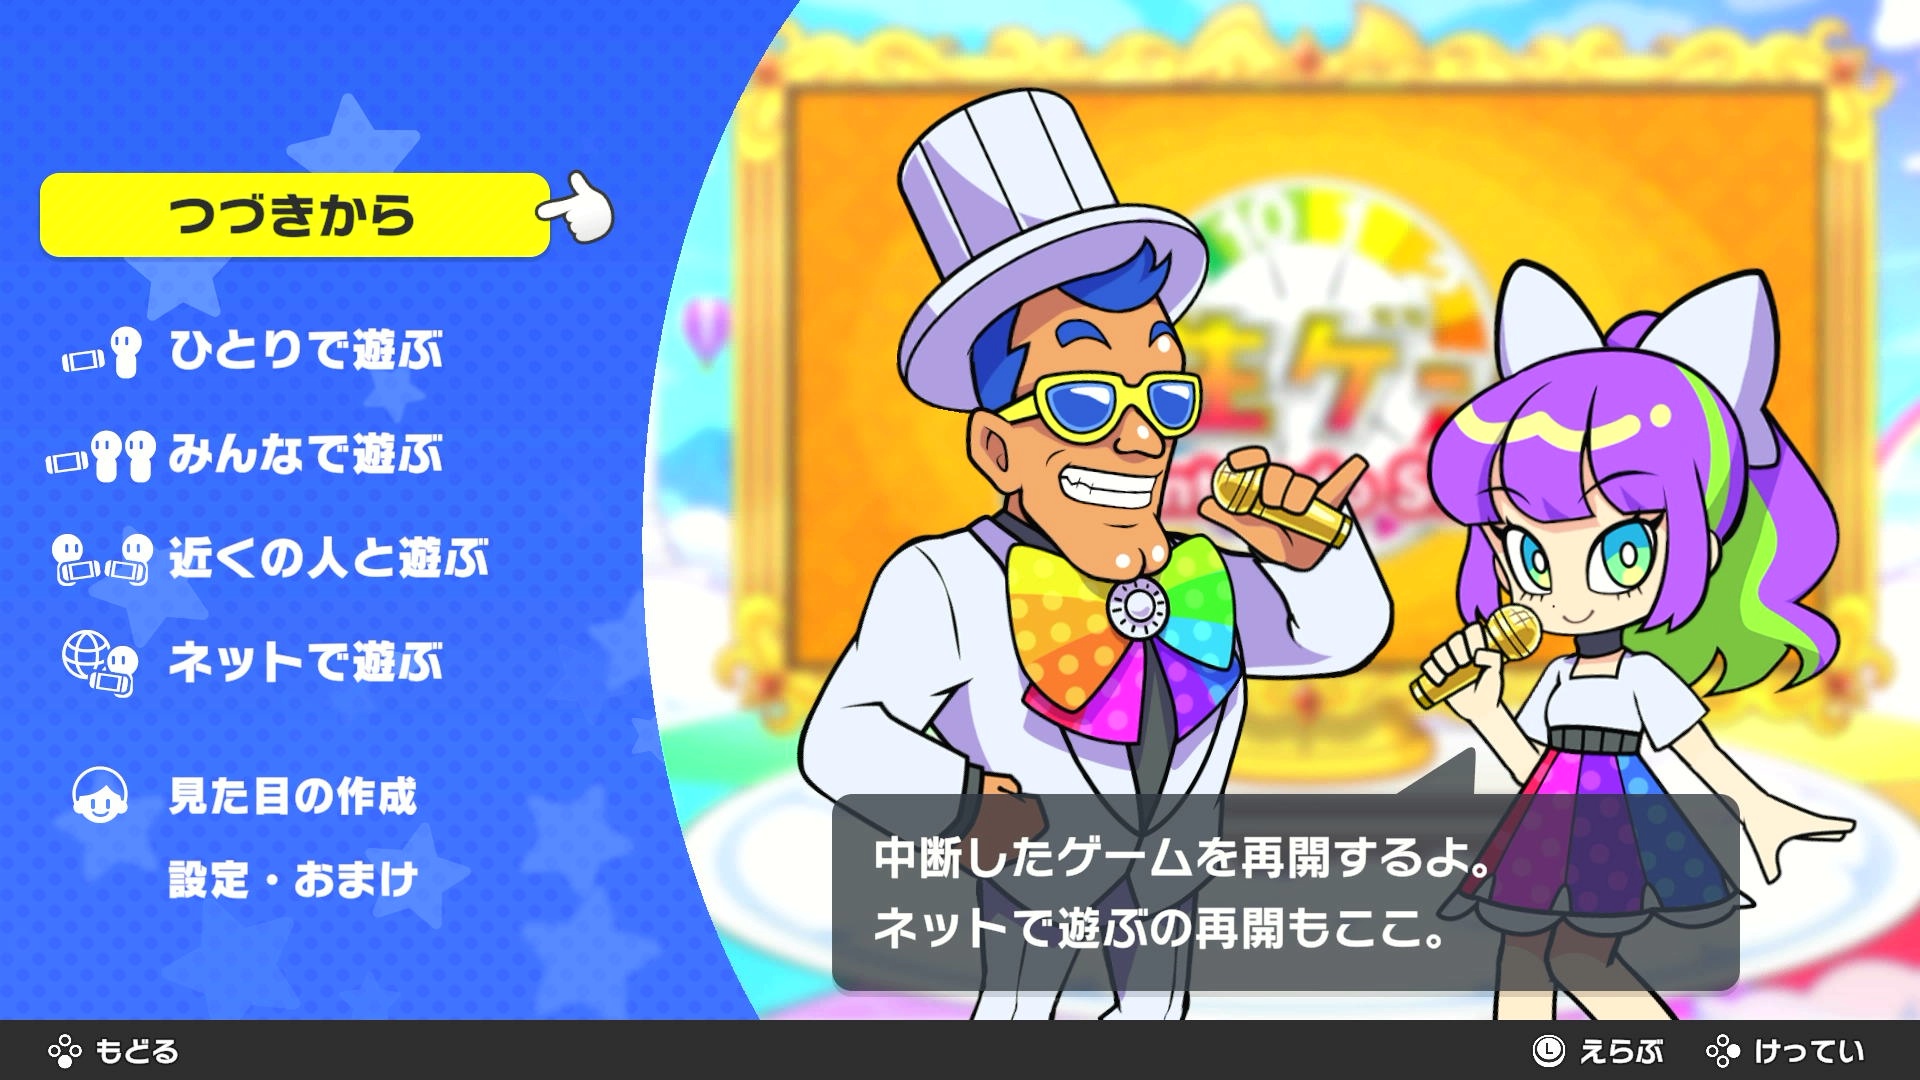 つづきから
ひとりで遊ぶ
みんなで遊ぶ
近くの人と遊ぶ
ネットで遊ぶ
見た目の作成
設定・おまけ
10
中断したゲームを再開するよ。
ネットで遊ぶの再開もここ。
もどる
L えらぶ
けってい